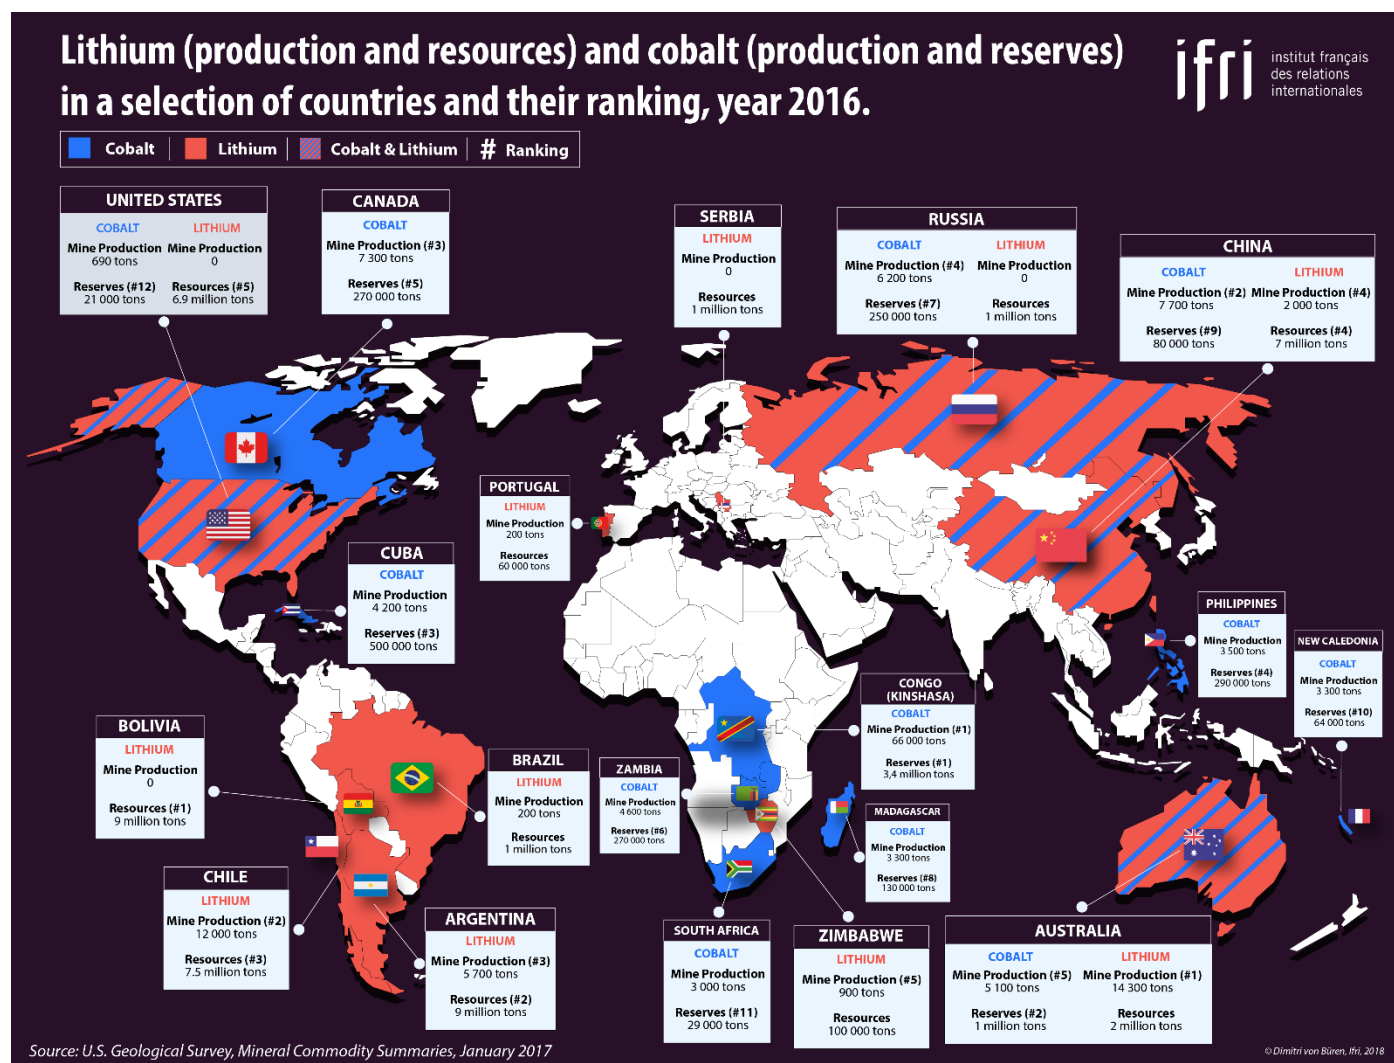 Lithium (production and resources) and cobalt (production and reserves)
in a selection of countries and their ranking, year 2016.
ifri
institut français
des relations
internationales
Cobalt
Lithium
Cobalt & Lithium
# Ranking
UNITED STATES
COBALT LITHIUM
Mine Production Mine Production
690 tons 0
Reserves (#12) Resources (#5)
21 000 tons 6.9 million tons
CANADA
COBALT
Mine Production (#3)
7 300 tons
Reserves (#5)
270 000 tons
SERBIA
LITHIUM
Mine Production
0
Resources
1 million tons
RUSSIA
COBALT LITHIUM
Mine Production (#4) Mine Production
6 200 tons 0
Reserves (#7) Resources
250 000 tons 1 million tons
CHINA
COBALT LITHIUM
Mine Production (#2) Mine Production (#4)
7 700 tons 2 000 tons
Reserves (#9) Resources (#4)
80 000 tons 7 million tons
PORTUGAL
LITHIUM
Mine Production
200 tons
Resources
60 000 tons
CUBA
COBALT
Mine Production
4 200 tons
Reserves (#3)
500 000 tons
PHILIPPINES
COBALT
Mine Production
3 500 tons
Reserves (#4)
290 000 tons
NEW CALEDONIA
COBALT
Mine Production
3 300 tons
Reserves (#10)
64 000 tons
CONGO
(KINSHASA)
COBALT
Mine Production (#1)
66 000 tons
Reserves (#1)
3,4 million tons
BOLIVIA
LITHIUM
Mine Production
0
Resources (#1)
9 million tons
BRAZIL
LITHIUM
Mine Production
200 tons
Resources
1 million tons
ZAMBIA
COBALT
Mine Production
4 600 tons
Reserves (#6)
270 000 tons
MADAGASCAR
COBALT
Mine Production
3 300 tons
Reserves (#8)
130 000 tons
CHILE
LITHIUM
Mine Production (#2)
12 000 tons
Resources (#3)
7.5 million tons
ARGENTINA
LITHIUM
Mine Production (#3)
5 700 tons
Resources (#2)
9 million tons
SOUTH AFRICA
COBALT
Mine Production
3 000 tons
Reserves (#11)
29 000 tons
ZIMBABWE
LITHIUM
Mine Production (#5)
900 tons
Resources
100 000 tons
AUSTRALIA
COBALT LITHIUM
Mine Production (#5) Mine Production (#1)
5 100 tons 14 300 tons
Reserves (#2) Resources
1 million tons 2 million tons
Source: U.S. Geological Survey, Mineral Commodity Summaries, January 2017
© Dimitri von Büren, Ifri, 2018